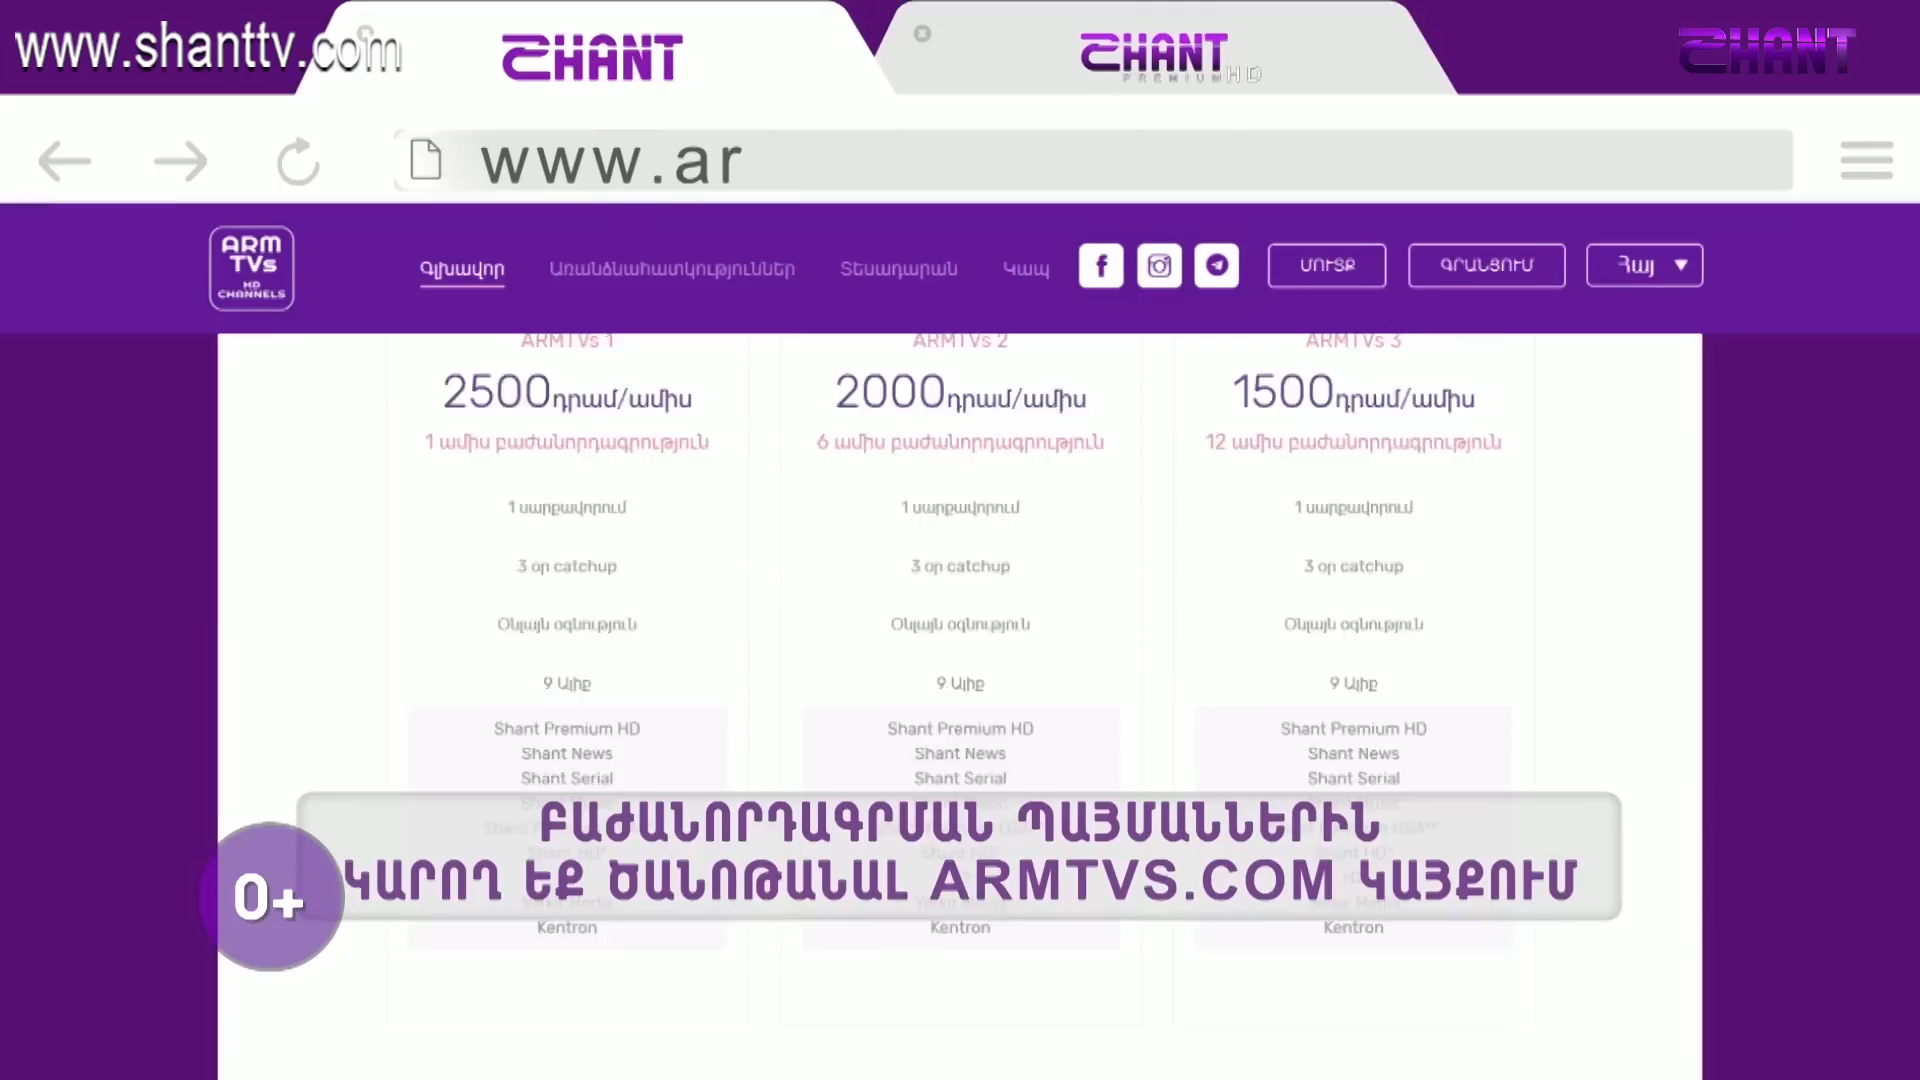 www.shanttv.com
SHANT
SHANT
PREMIUM HD
SHANT
www.ar
ARM
TVs
HD
CHANNELS
Գլխավոր
Առանձնահատկություններ
Տեսադարան
Կապ
ՄՈՒՏՔ
ԳՐԱՆՑՈՒՄ
Հայ
ARMTVs 1
2500դրամ/ամիս
1 ամիս բաժանորդագրություն
1 սարքավորում
3 օր catchup
Օնլայն օգնություն
9 Ալիք
Shant Premium HD
Shant News
Shant Serial
Kentron
ARMTVs 2
2000դրամ/ամիս
6 ամիս բաժանորդագրություն
1 սարքավորում
3 օր catchup
Օնլայն օգնություն
9 Ալիք
Shant Premium HD
Shant News
Shant Serial
Kentron
ARMTVs 3
1500դրամ/ամիս
12 ամիս բաժանորդագրություն
1 սարքավորում
3 օր catchup
Օնլայն օգնություն
9 Ալիք
Shant Premium HD
Shant News
Shant Serial
Kentron
ԲԱԺԱՆՈՐԴԱԳՐՄԱՆ ՊԱՅՄԱՆՆԵՐԻՆ
ԿԱՐՈՂ ԵՔ ԾԱՆՈԹԱՆԱԼ ARMTVS.COM ԿԱՅՔՈՒՄ
0+